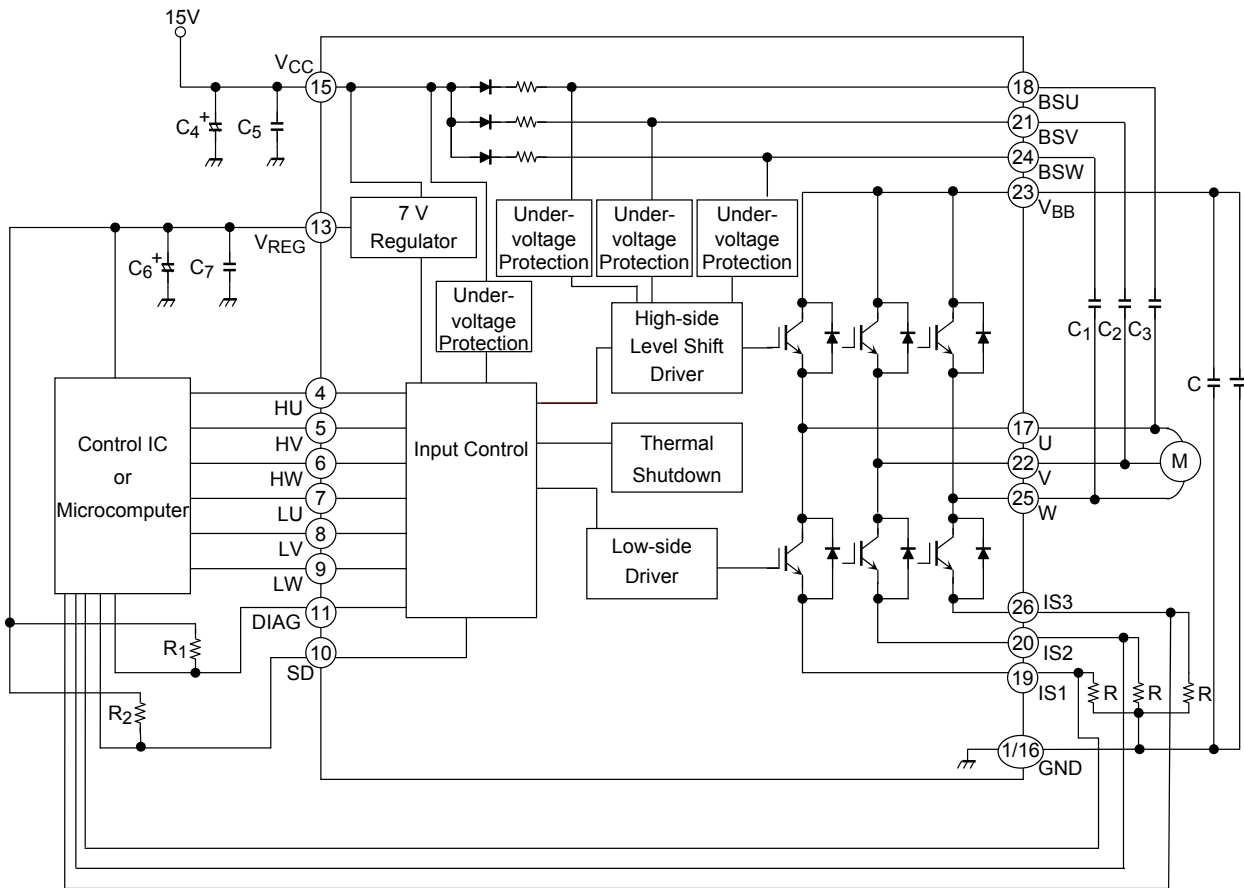 15V
VCC
15
18
BSU
C4
+
C5
21
BSV
24
BSW
23
VBB
13
VREG
7 V
Regulator
Under-
voltage
Protection
Under-
voltage
Protection
Under-
voltage
Protection
C6
+
C7
Under-
voltage
Protection
High-side
Level Shift
Driver
C1
C2
C3
C
Control IC
or
Microcomputer
4
HU
5
HV
6
HW
7
LU
8
LV
9
LW
11
DIAG
10
SD
Input Control
Thermal
Shutdown
Low-side
Driver
17
U
22
V
25
W
M
26
IS3
20
IS2
19
IS1
R
R
R
R1
R2
1/16
GND